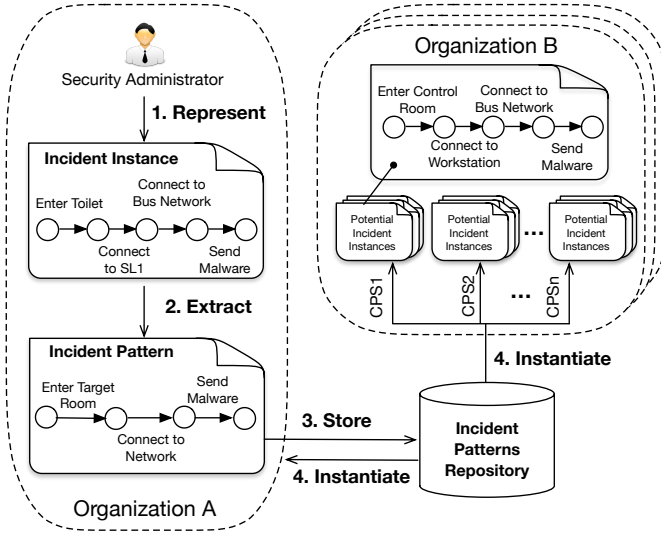 Security Administrator
1. Represent
Incident Instance
Connect to
Bus Network
Enter Toilet
Connect
to SL1
Send
Malware
2. Extract
Incident Pattern
Enter Target
Room
Send
Malware
Connect to
Network
Organization A
3. Store
4. Instantiate
Incident
Patterns
Repository
4. Instantiate
Organization B
Enter Control
Room
Connect to
Bus Network
Connect to
Workstation
Send
Malware
Potential
Incident
Instances
Potential
Incident
Instances
...
Potential
Incident
Instances
CPS1
CPS2
...
CPSn